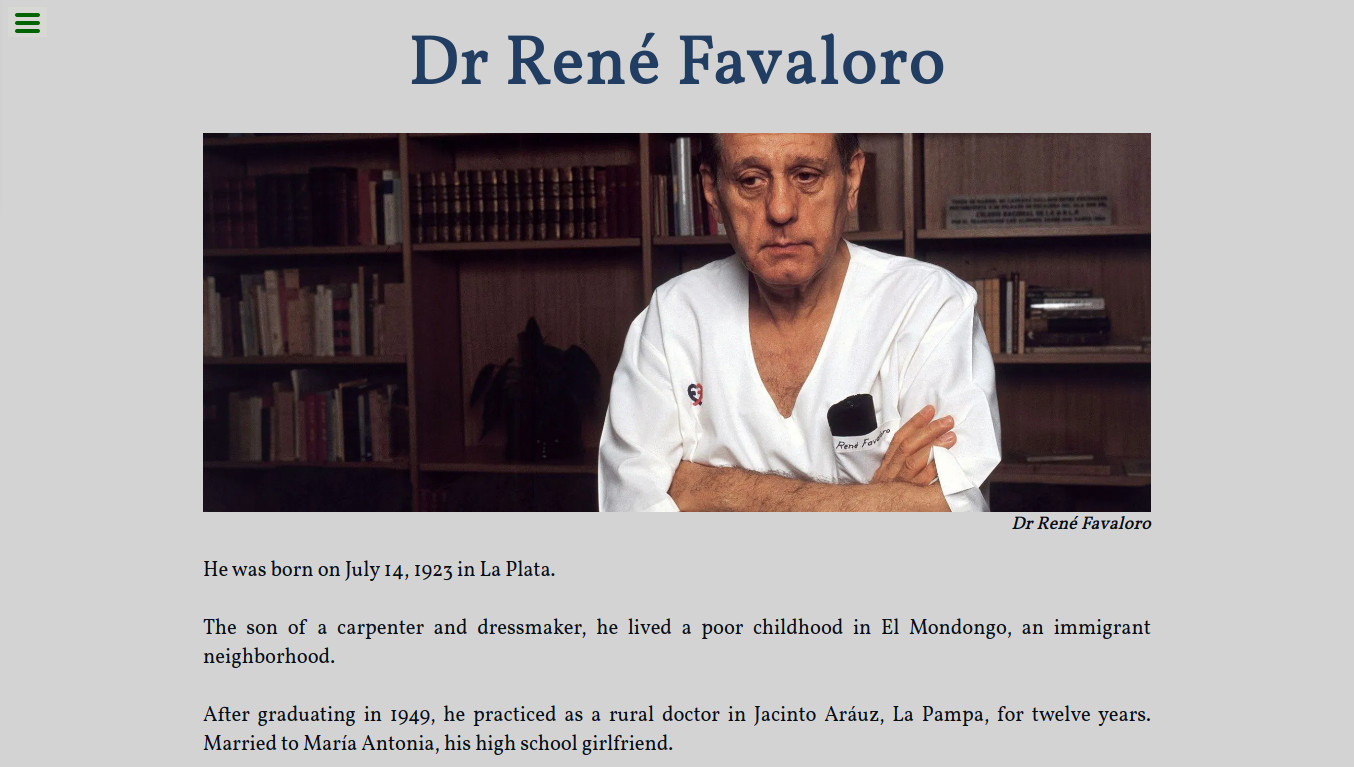 Dr René Favaloro
René Favaloro
Dr René Favaloro
He was born on July 14, 1923 in La Plata.
The son of a carpenter and dressmaker, he lived a poor childhood in El Mondongo, an immigrant
neighborhood.
After graduating in 1949, he practiced as a rural doctor in Jacinto Aráuz, La Pampa, for twelve years.
Married to María Antonia, his high school girlfriend.